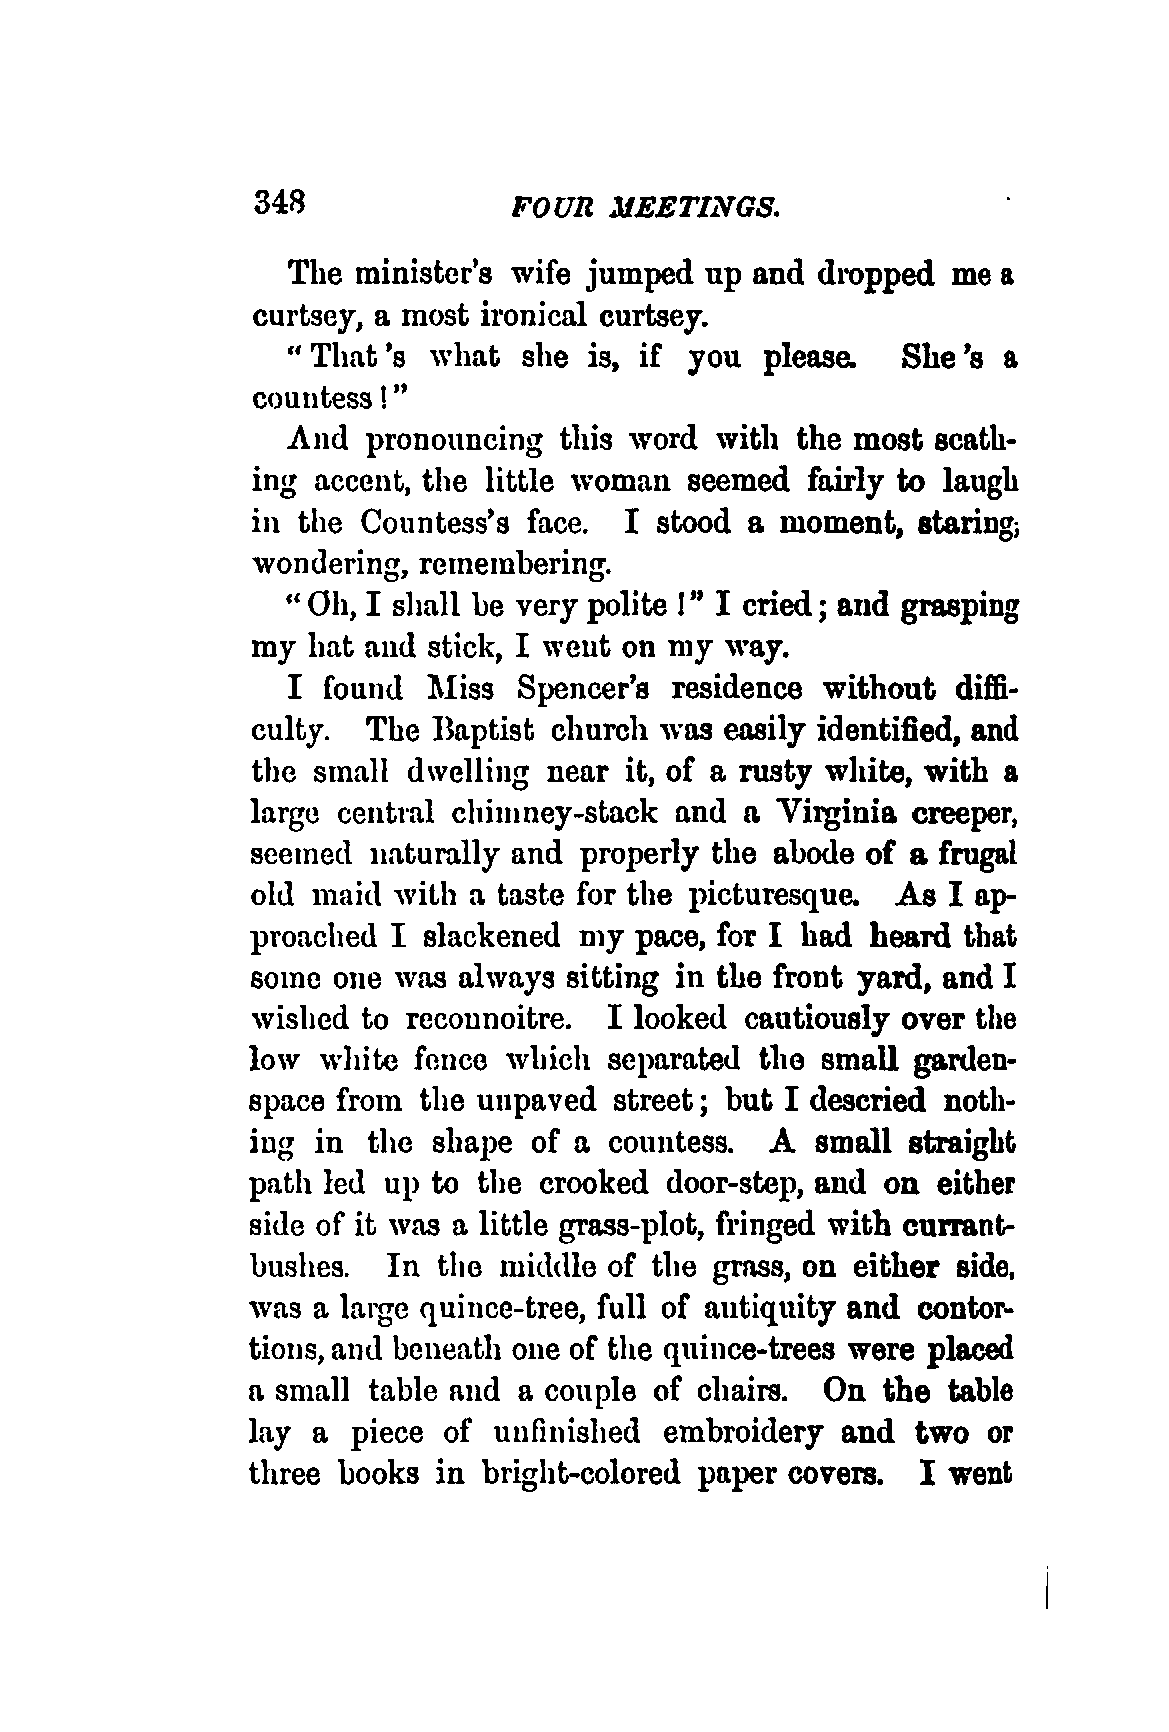 348 FOUR MEETINGS.
The minister's wife jumped up and dropped me a
curtsey, a most ironical curtsey.
"That's what she is, if you please. She's a
countess!"
And pronouncing this word with the most scath-
ing accent, the little woman seemed fairly to laugh
in the Countess's face. I stood a moment, staring,
wondering, remembering.
"Oh, I shall be very polite!" I cried; and grasping
my hat and stick, I went on my way.
I found Miss Spencer's residence without diffi-
culty. The Baptist church was easily identified, and
the small dwelling near it, of a rusty white, with a
large central chimney-stack and a Virginia creeper,
seemed naturally and properly the abode of a frugal
old maid with a taste for the picturesque. As I ap-
proached I slackened my pace, for I had heard that
some one was always sitting in the front yard, and I
wished to reconnoitre. I looked cautiously over the
low white fence which separated the small garden-
space from the unpaved street; but I descried noth-
ing in the shape of a countess. A small straight
path led up to the crooked door-step, and on either
side of it was a little grass-plot, fringed with currant-
bushes. In the middle of the grass, on either side,
was a large quince-tree, full of antiquity and contor-
tions, and beneath one of the quince-trees were placed
a small table and a couple of chairs. On the table
lay a piece of unfinished embroidery and two or
three books in bright-colored paper covers. I went